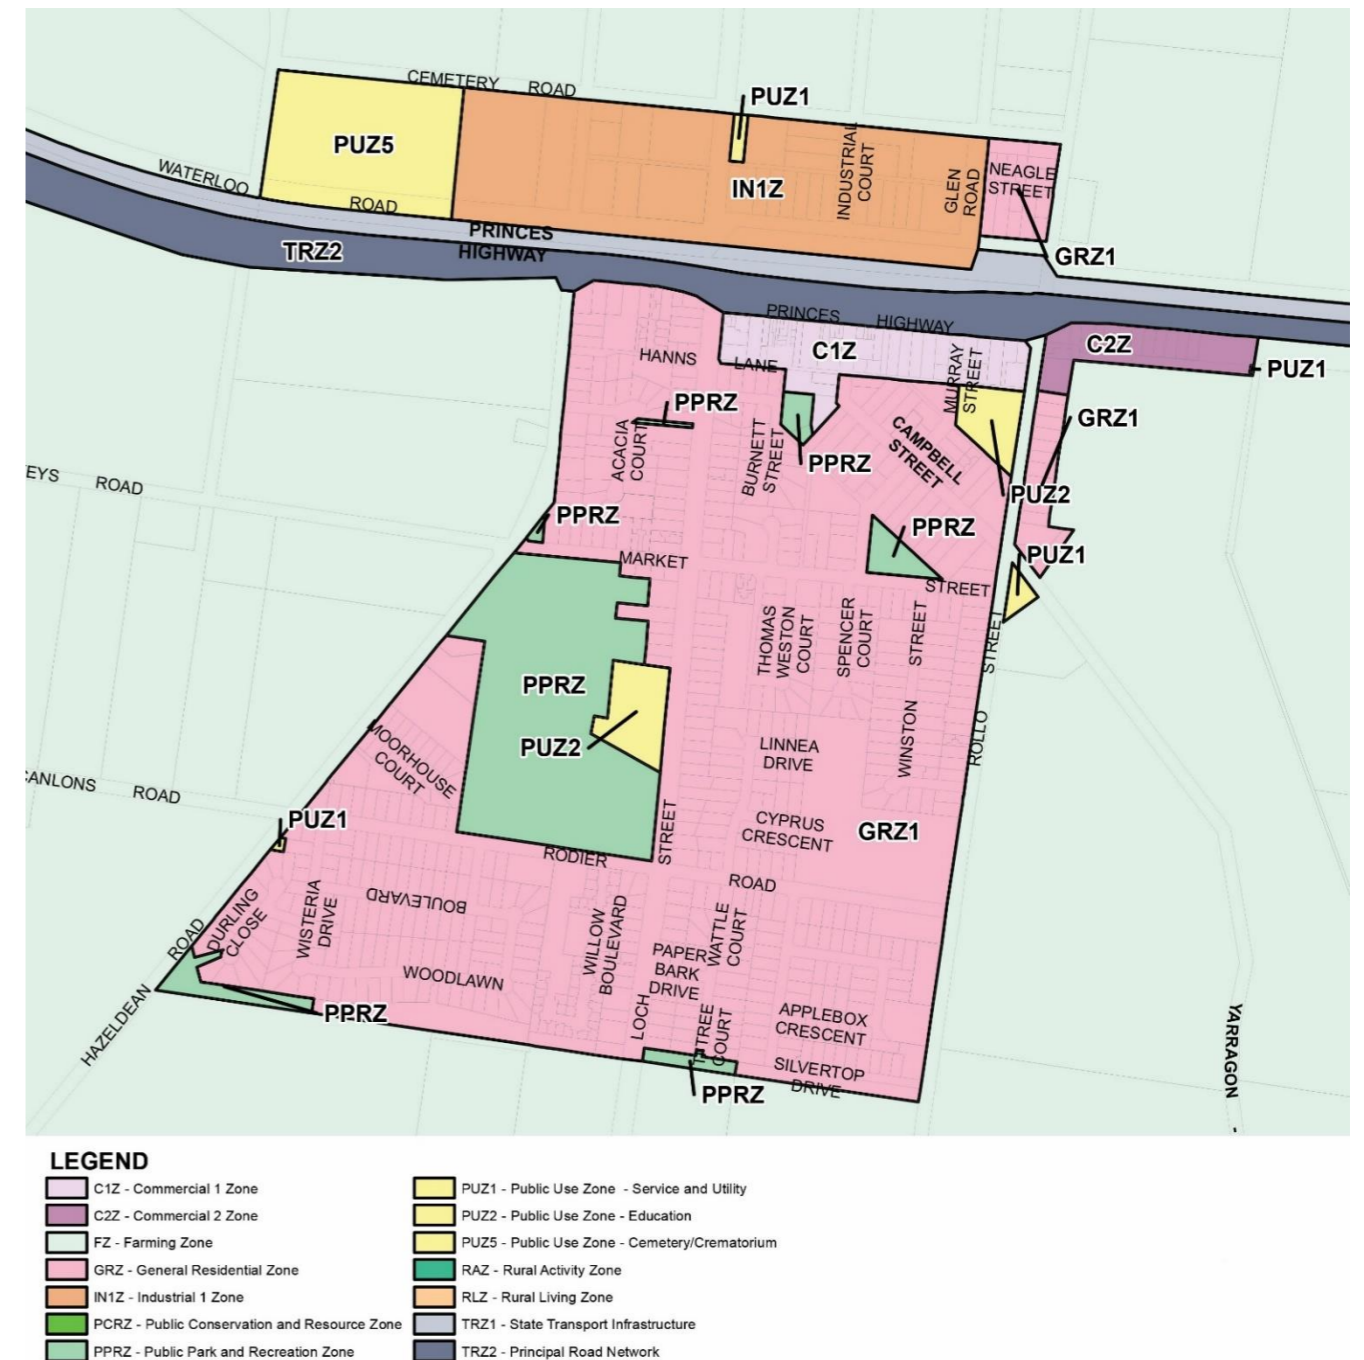 CEMETERY ROAD
PUZ1
PUZ5
INDUSTRIAL
COURT
NEAGLE
STREET
WATERLOO
IN1Z
GLEN
ROAD
ROAD
PRINCES
HIGHWAY
TRZ2
GRZ1
PRINCES HIGHWAY
C1Z
C2Z
HANNS LANE
MURRAY
STREET
PUZ1
PPRZ
GRZ1
ACACIA
COURT
BURNETT
STREET
CAMPBELL
STREET
PPRZ
EYS ROAD
PUZ2
PPRZ
PPRZ
PUZ1
MARKET
STREET
THOMAS
WESTON
COURT
SPENCER
COURT
STREET
STREET
PPRZ
PUZ2
MOORHOUSE
COURT
LINNEA
DRIVE
WINSTON
ROLLO
ANLONS ROAD
PUZ1
STREET
CYPRUS
CRESCENT
GRZ1
RODIER
ROAD
BOULEVARD
DURLING
CLOSE
WISTERIA
DRIVE
WILLOW
BOULEVARD
WATTLE
COURT
ROAD
PAPER
BARK
DRIVE
WOODLAWN
HAZELDEAN
PPRZ
LOCH
TITREE
COURT
APPLEBOX
CRESCENT
SILVERTOP
DRIVE
PPRZ
YARRAGON -
LEGEND
C1Z - Commercial 1 Zone
C2Z - Commercial 2 Zone
FZ - Farming Zone
GRZ - General Residential Zone
IN1Z - Industrial 1 Zone
PCRZ - Public Conservation and Resource Zone
PPRZ - Public Park and Recreation Zone
PUZ1 - Public Use Zone - Service and Utility
PUZ2 - Public Use Zone - Education
PUZ5 - Public Use Zone - Cemetery/Crematorium
RAZ - Rural Activity Zone
RLZ - Rural Living Zone
TRZ1 - State Transport Infrastructure
TRZ2 - Principal Road Network